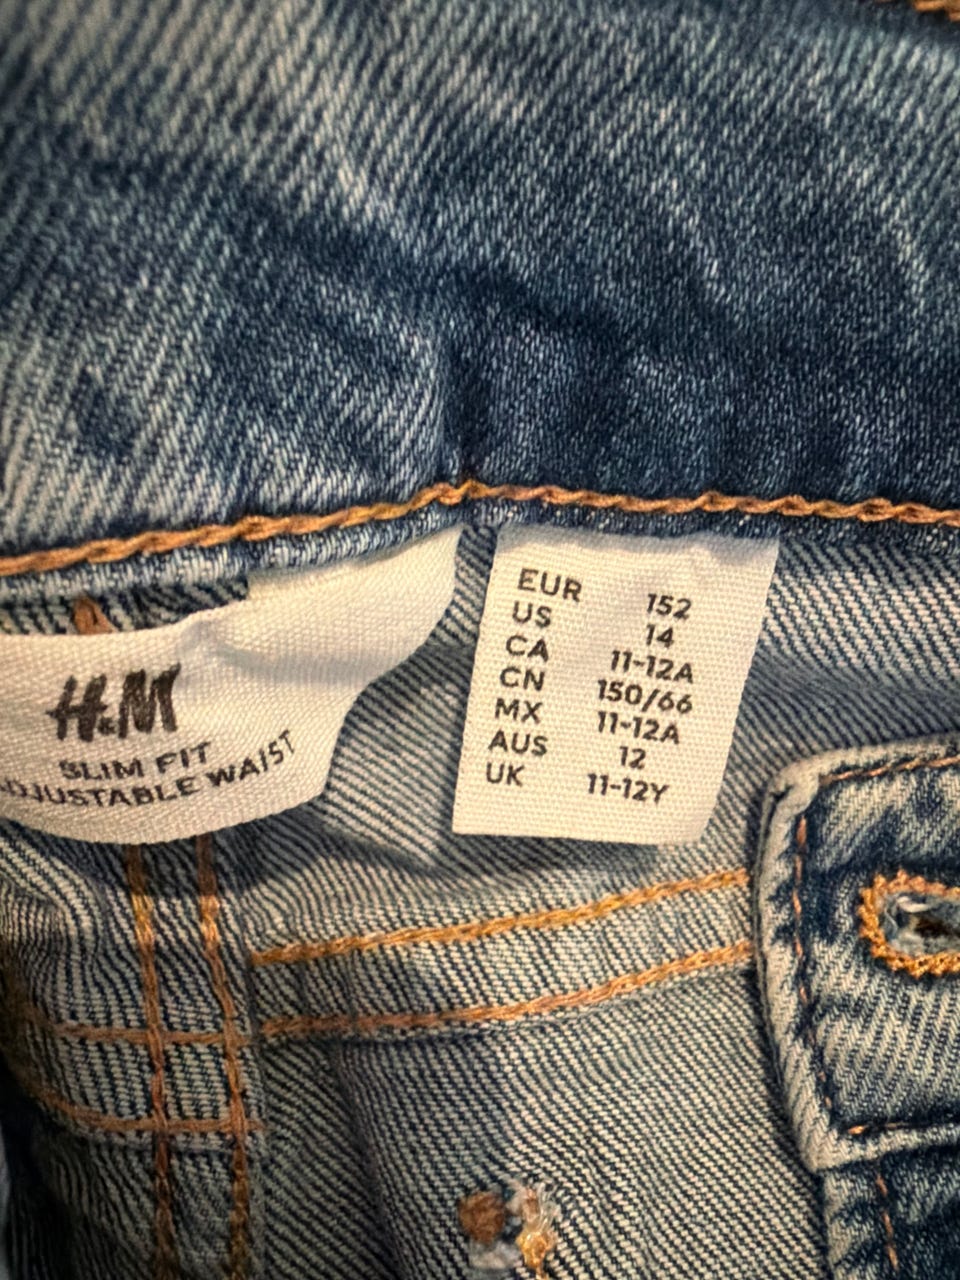 H&M
SLIM FIT
ADJUSTABLE WAIST
EUR 152
US 14
CA 11-12A
CN 150/66
MX 11-12A
AUS 12
UK 11-12Y